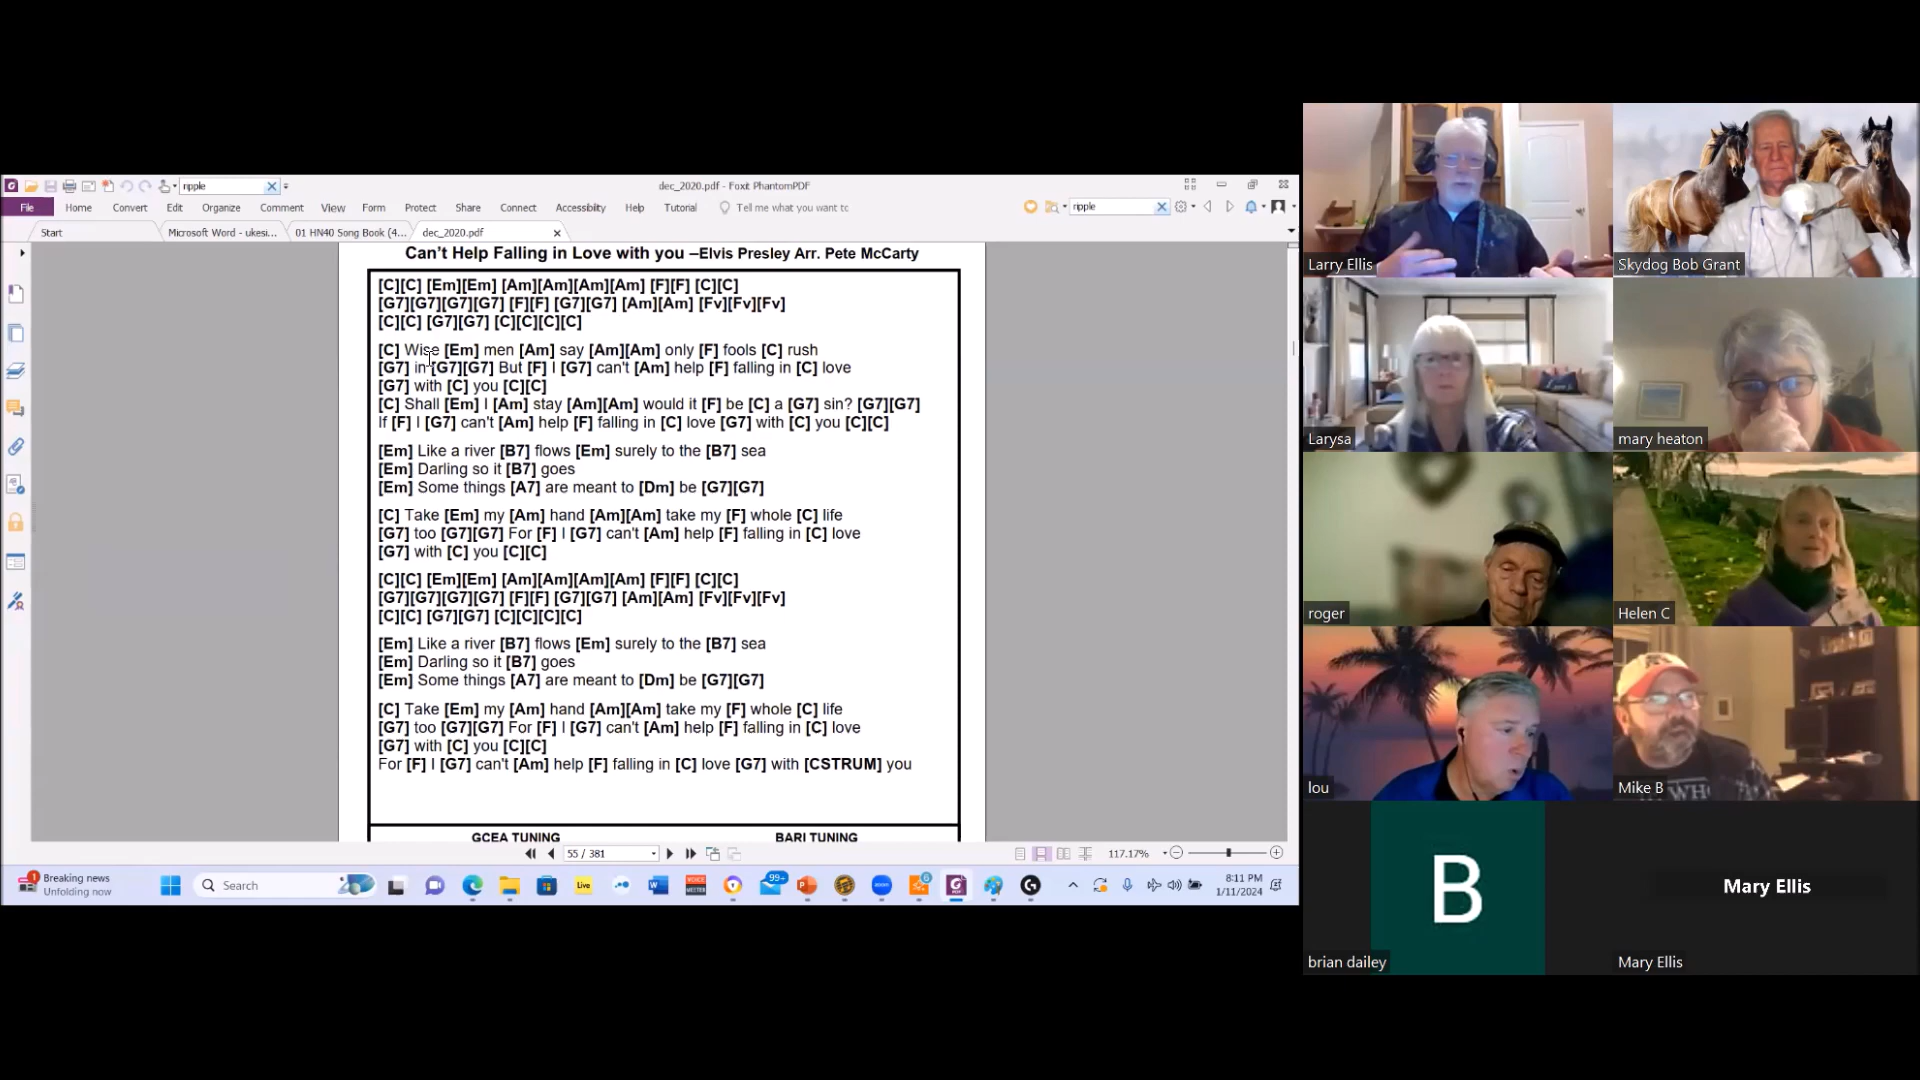 ripple
dec_2020.pdf - Foxit PhantomPDF
File Home Convert Edit Organize Comment View Form Protect Share Connect Accessibility Help Tutorial Tell me what you want tc
ripple
Start
Microsoft Word - ukesi...
01 HN40 Song Book (4...
dec_2020.pdf
Can't Help Falling in Love with you –Elvis Presley Arr. Pete McCarty
[C][C] [Em][Em] [Am][Am][Am][Am] [F][F] [C][C]
[G7][G7][G7][G7] [F][F] [G7][G7] [Am][Am] [Fv][Fv][Fv]
[C][C] [G7][G7] [C][C][C][C]
[C] Wise [Em] men [Am] say [Am][Am] only [F] fools [C] rush
[G7] in [G7][G7] But [F] I [G7] can't [Am] help [F] falling in [C] love
[G7] with [C] you [C][C]
[C] Shall [Em] I [Am] stay [Am][Am] would it [F] be [C] a [G7] sin? [G7][G7]
If [F] I [G7] can't [Am] help [F] falling in [C] love [G7] with [C] you [C][C]
[Em] Like a river [B7] flows [Em] surely to the [B7] sea
[Em] Darling so it [B7] goes
[Em] Some things [A7] are meant to [Dm] be [G7][G7]
[C] Take [Em] my [Am] hand [Am][Am] take my [F] whole [C] life
[G7] too [G7][G7] For [F] I [G7] can't [Am] help [F] falling in [C] love
[G7] with [C] you [C][C]
[C][C] [Em][Em] [Am][Am][Am][Am] [F][F] [C][C]
[G7][G7][G7][G7] [F][F] [G7][G7] [Am][Am] [Fv][Fv][Fv]
[C][C] [G7][G7] [C][C][C][C]
[Em] Like a river [B7] flows [Em] surely to the [B7] sea
[Em] Darling so it [B7] goes
[Em] Some things [A7] are meant to [Dm] be [G7][G7]
[C] Take [Em] my [Am] hand [Am][Am] take my [F] whole [C] life
[G7] too [G7][G7] For [F] I [G7] can't [Am] help [F] falling in [C] love
[G7] with [C] you [C][C]
For [F] I [G7] can't [Am] help [F] falling in [C] love [G7] with [CSTRUM] you
GCEA TUNING BARI TUNING
55 / 381
117.17%
1
Breaking news
Unfolding now
Search
Live
99+
6
8:11 PM
1/11/2024
Larry Ellis
Skydog Bob Grant
Larysa
mary heaton
roger
Helen C
lou
WH
Mike B
B
Mary Ellis
brian dailey
Mary Ellis